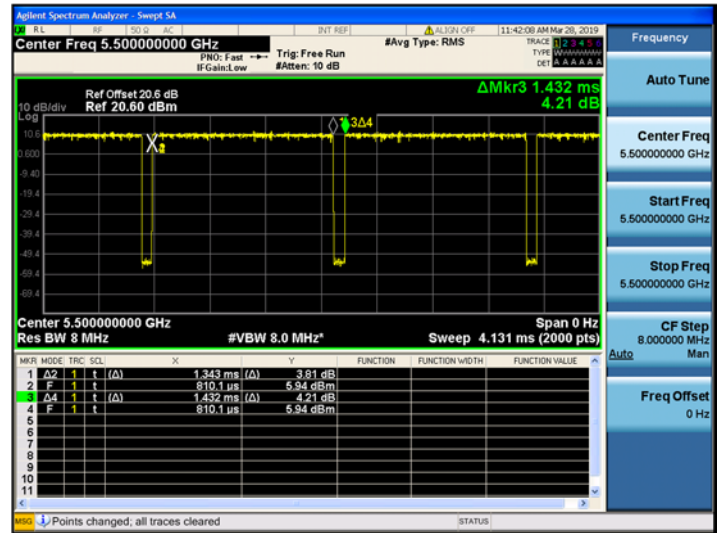 Agilent Spectrum Analyzer - Swept SA
RL RF 50 Ω AC INT REF ALIGN OFF 11:42:08 AM Mar 28, 2019
Center Freq 5.500000000 GHz #Avg Type: RMS TRACE 1 2 3 4 5 6
PNO: Fast Trig: Free Run TYPE
IFGain:Low #Atten: 10 dB DET A A A A A A
Ref Offset 20.6 dB ΔMkr3 1.432 ms
10 dB/div Ref 20.60 dBm 4.21 dB
Log
10.6
0.600
-9.40
-19.4
-29.4
-39.4
-49.4
-59.4
-69.4
3Δ4
Center 5.500000000 GHz Span 0 Hz
Res BW 8 MHz #VBW 8.0 MHz* Sweep 4.131 ms (2000 pts)
MKR MODE TRC SCL X Y FUNCTION FUNCTION WIDTH FUNCTION VALUE
1 Δ2 1 t (Δ) 1.343 ms (Δ) 3.81 dB
2 F 1 t 810.1 µs 5.94 dBm
3 Δ4 1 t (Δ) 1.432 ms (Δ) 4.21 dB
4 F 1 t 810.1 µs 5.94 dBm
5
6
7
8
9
10
11
MSG Points changed; all traces cleared STATUS
Frequency
Auto Tune
Center Freq
5.500000000 GHz
Start Freq
5.500000000 GHz
Stop Freq
5.500000000 GHz
CF Step
8.000000 MHz
Auto Man
Freq Offset
0 Hz